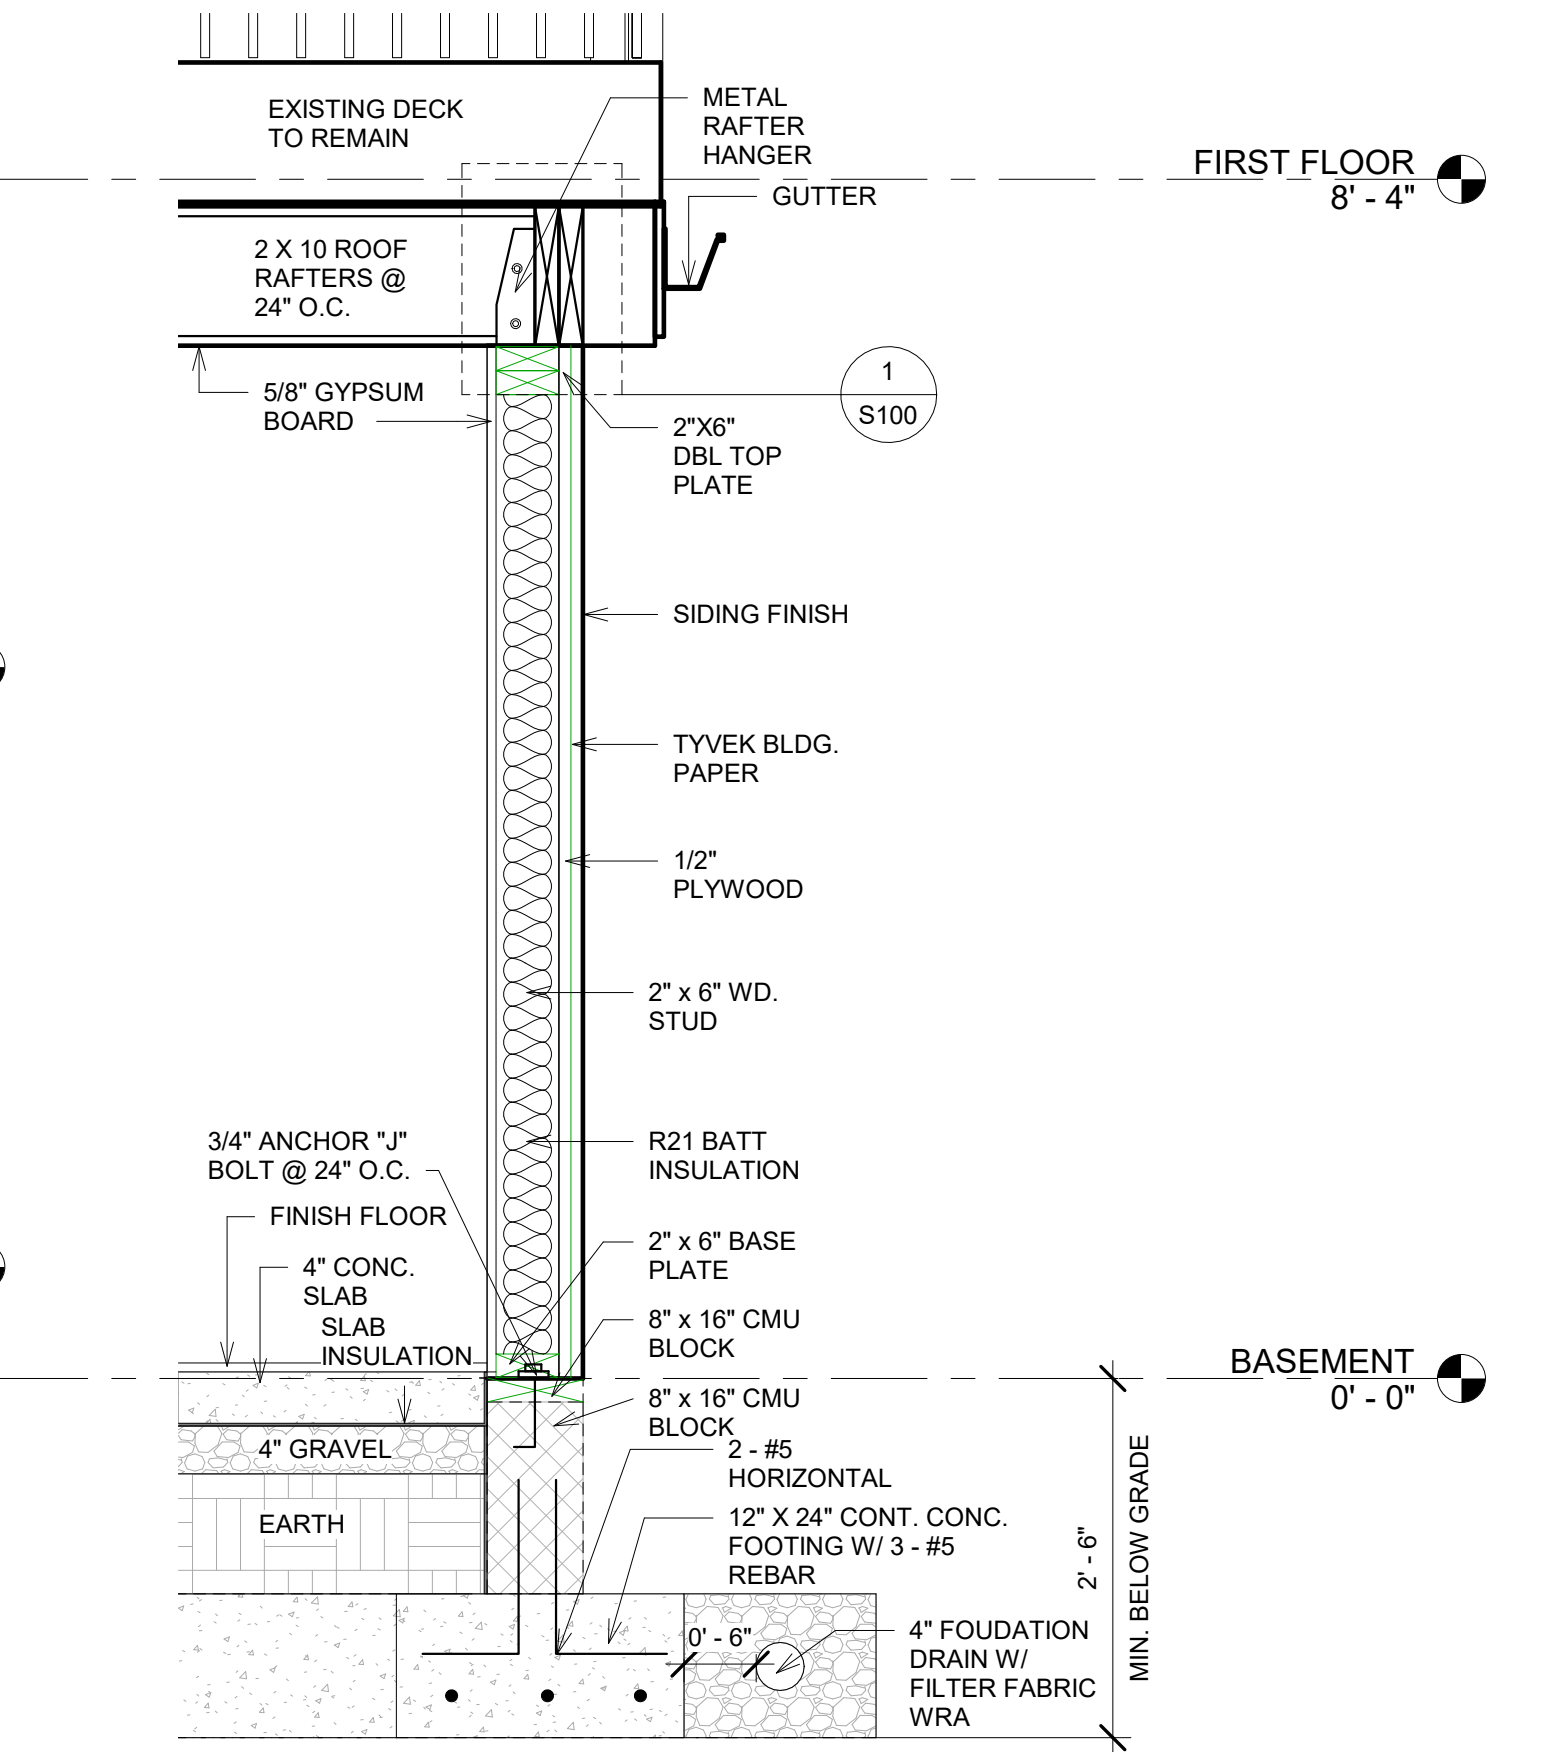 EXISTING DECK
TO REMAIN
METAL
RAFTER
HANGER
FIRST FLOOR
8' - 4"
GUTTER
2 X 10 ROOF
RAFTERS @
24" O.C.
5/8" GYPSUM
BOARD
1
S100
2"X6"
DBL TOP
PLATE
SIDING FINISH
TYVEK BLDG.
PAPER
1/2"
PLYWOOD
2" x 6" WD.
STUD
3/4" ANCHOR "J"
BOLT @ 24" O.C.
R21 BATT
INSULATION
FINISH FLOOR
2" x 6" BASE
PLATE
4" CONC.
SLAB
SLAB
INSULATION
8" x 16" CMU
BLOCK
BASEMENT
0' - 0"
8" x 16" CMU
BLOCK
4" GRAVEL
2 - #5
HORIZONTAL
EARTH
12" X 24" CONT. CONC.
FOOTING W/ 3 - #5
REBAR
2' - 6"
MIN. BELOW GRADE
0' - 6"
4" FOUDATION
DRAIN W/
FILTER FABRIC
WRA